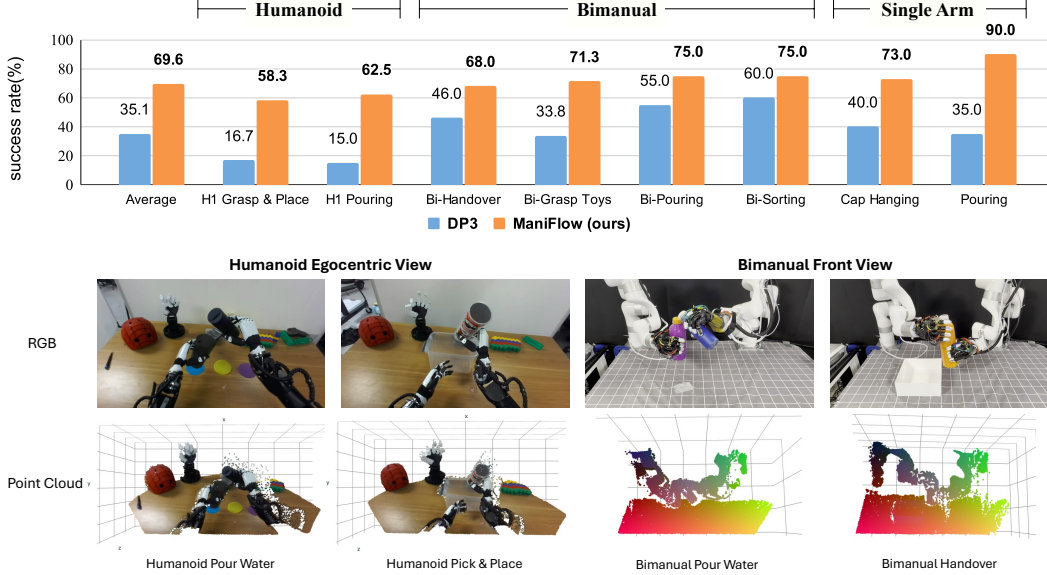 Humanoid Bimanual Single Arm
success rate(%)
100
80
60
40
20
0
35.1 69.6 16.7 58.3 15.0 62.5 46.0 68.0 33.8 71.3 55.0 75.0 60.0 75.0 40.0 73.0 35.0 90.0
Average H1 Grasp & Place H1 Pouring Bi-Handover Bi-Grasp Toys Bi-Pouring Bi-Sorting Cap Hanging Pouring
DP3 ManiFlow (ours)
Humanoid Egocentric View Bimanual Front View
RGB
x x
Point Cloud y y
z z
Humanoid Pour Water Humanoid Pick & Place Bimanual Pour Water Bimanual Handover